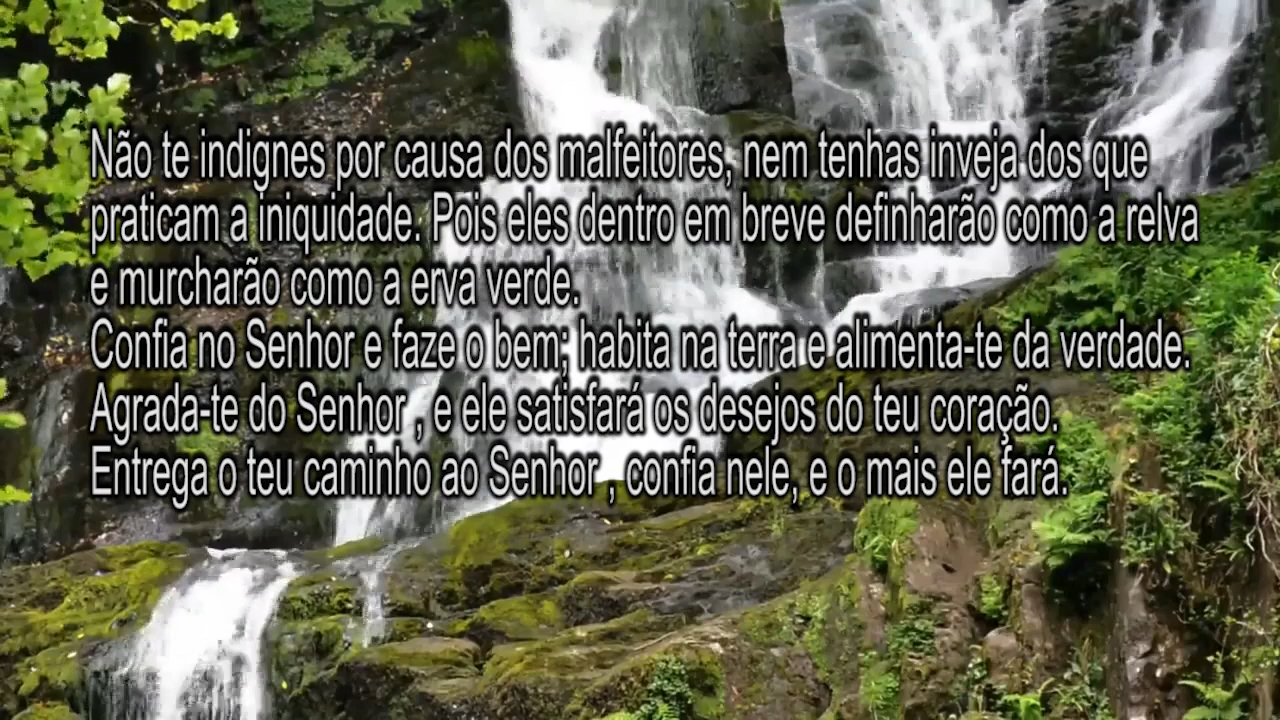 Não te indignes por causa dos malfeitores, nem tenhas inveja dos que
praticam a iniquidade. Pois eles dentro em breve definharão como a relva
e murcharão como a erva verde.
Confia no Senhor e faze o bem; habita na terra e alimenta-te da verdade.
Agrada-te do Senhor , e ele satisfará os desejos do teu coração.
Entrega o teu caminho ao Senhor , confia nele, e o mais ele fará.